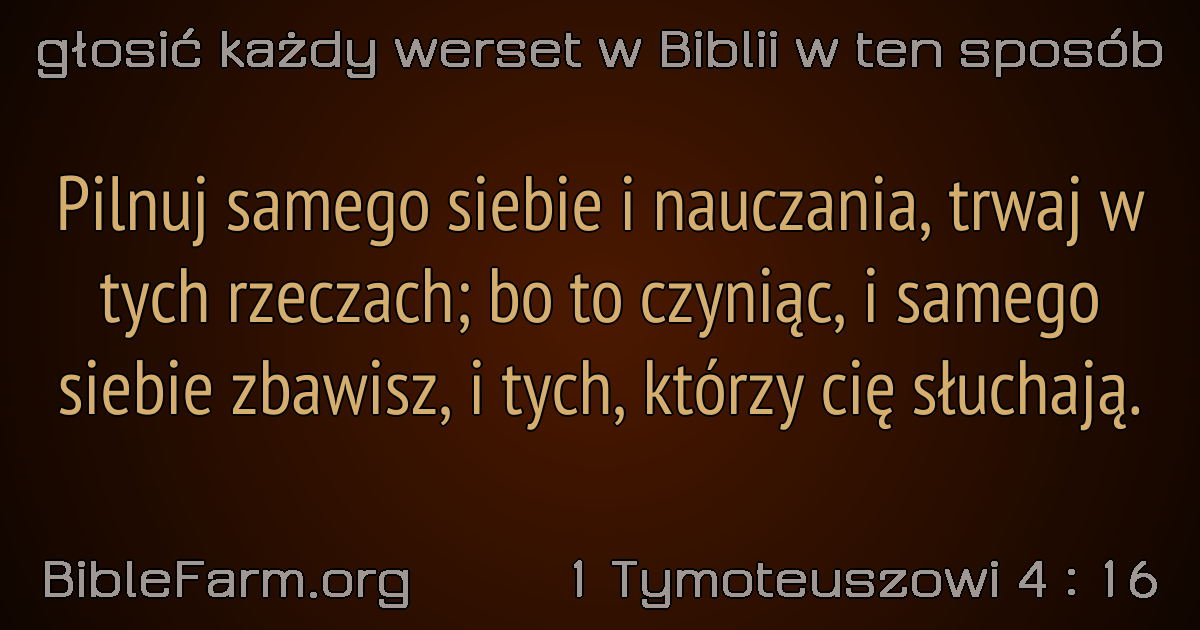 głosić każdy werset w Biblii w ten sposób
Pilnuj samego siebie i nauczania, trwaj w
tych rzeczach; bo to czyniąc, i samego
siebie zbawisz, i tych, którzy cię słuchają.
BibleFarm.org
1 Tymoteuszowi 4 : 16